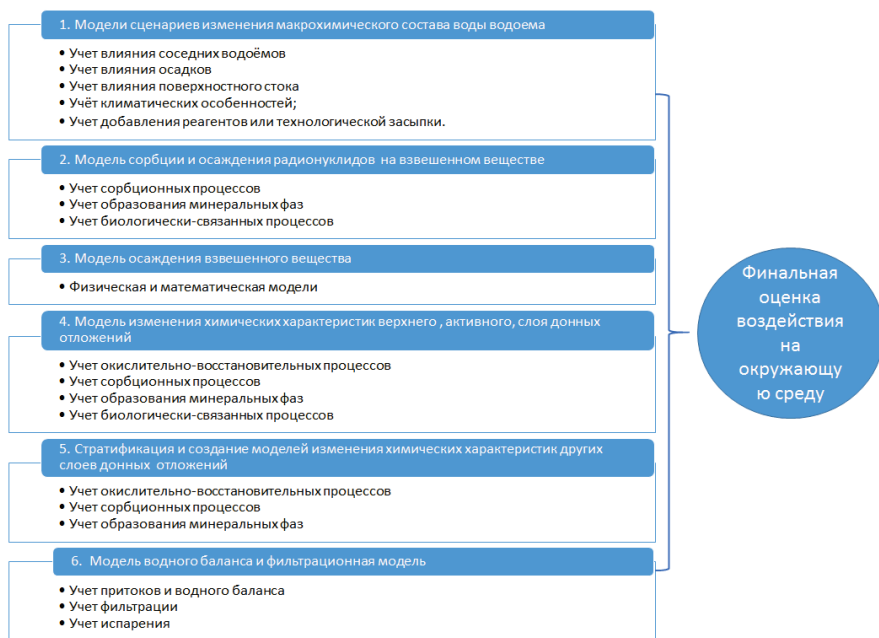 1. Модели сценариев изменения макрохимического состава воды водоема
• Учет влияния соседних водоёмов
• Учет влияния осадков
• Учет влияния поверхностного стока
• Учёт климатических особенностей;
• Учет добавления реагентов или технологической засыпки.
2. Модель сорбции и осаждения радионуклидов на взвешенном веществе
• Учет сорбционных процессов
• Учет образования минеральных фаз
• Учет биологически-связанных процессов
3. Модель осаждения взвешенного вещества
• Физическая и математическая модели
4. Модель изменения химических характеристик верхнего , активного, слоя донных
отложений
• Учет окислительно-восстановительных процессов
• Учет сорбционных процессов
• Учет образования минеральных фаз
• Учет биологически-связанных процессов
5. Стратификация и создание моделей изменения химических характеристик других
слоев донных отложений
• Учет окислительно-восстановительных процессов
• Учет сорбционных процессов
• Учет образования минеральных фаз
6. Модель водного баланса и фильтрационная модель
• Учет притоков и водного баланса
• Учет фильтрации
• Учет испарения
Финальная
оценка
воздействия
на
окружающу
ю среду